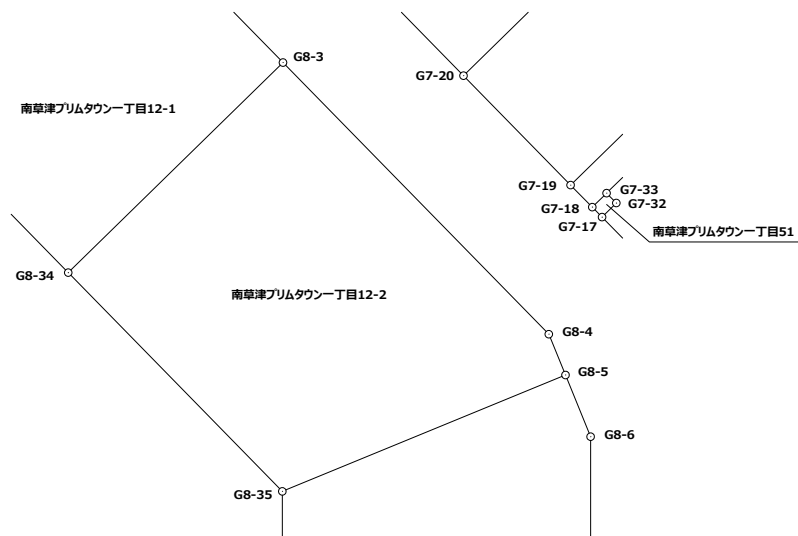 G8-3
G7-20
南草津プリムタウン一丁目12-1
G7-19
G7-33
G7-18
G7-32
G7-17
南草津プリムタウン一丁目51
G8-34
南草津プリムタウン一丁目12-2
G8-4
G8-5
G8-6
G8-35